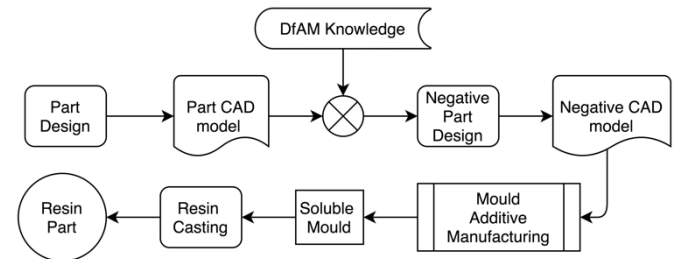 DfAM Knowledge
Part
Design
Part CAD
model
Negative
Part
Design
Negative CAD
model
Resin
Part
Resin
Casting
Soluble
Mould
Mould
Additive
Manufacturing